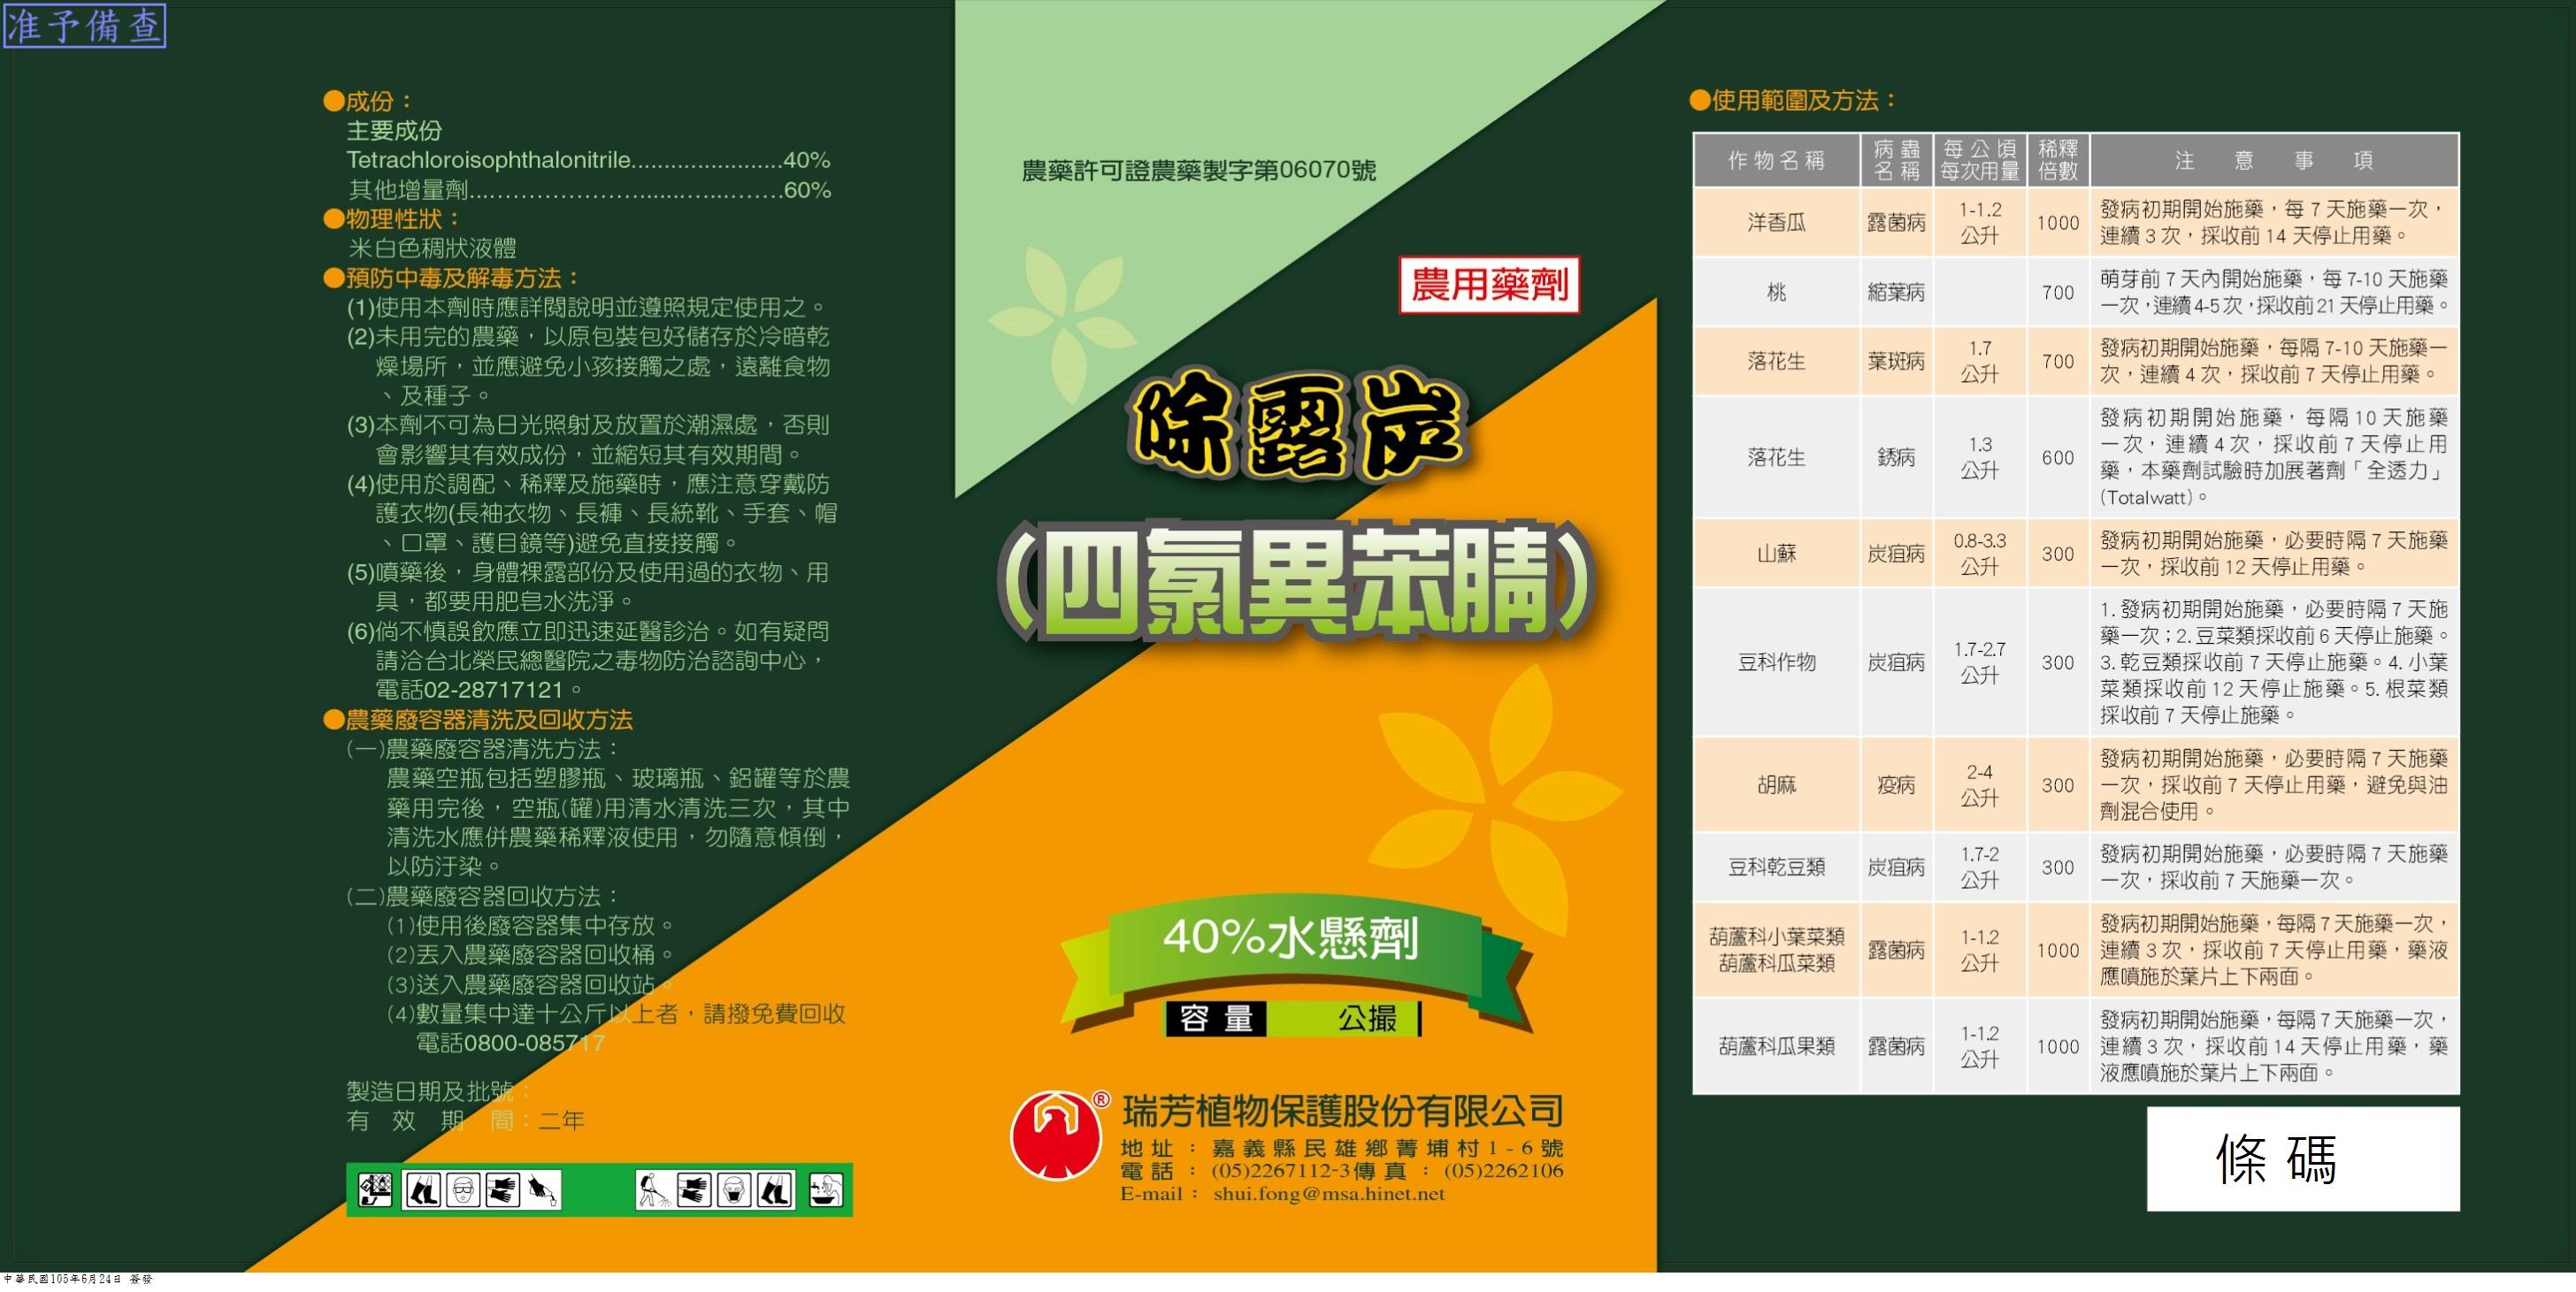 准予備查
●成份：
主要成份
Tetrachloroisophthalonitrile.......................40%
其他增量劑.............................................60%
●物理性狀：
米白色稠狀液體
●預防中毒及解毒方法：
(1)使用本劑時應詳閱說明並遵照規定使用之。
(2)未用完的農藥，以原包裝包好儲存於冷暗乾
燥場所，並應避免小孩接觸之處，遠離食物
、及種子。
(3)本劑不可為日光照射及放置於潮濕處，否則
會影響其有效成份，並縮短其有效期間。
(4)使用於調配、稀釋及施藥時，應注意穿戴防
護衣物(長袖衣物、長褲、長統靴、手套、帽
、口罩、護目鏡等)避免直接接觸。
(5)噴藥後，身體裸露部份及使用過的衣物、用
具，都要用肥皂水洗淨。
(6)倘不慎誤飲應立即迅速延醫診治。如有疑問
請洽台北榮民總醫院之毒物防治諮詢中心，
電話02-28717121。
●農藥廢容器清洗及回收方法
(一)農藥廢容器清洗方法：
農藥空瓶包括塑膠瓶、玻璃瓶、鋁罐等於農
藥用完後，空瓶(罐)用清水清洗三次，其中
清洗水應併農藥稀釋液使用，勿隨意傾倒，
以防汙染。
(二)農藥廢容器回收方法：
(1)使用後廢容器集中存放。
(2)丟入農藥廢容器回收桶。
(3)送入農藥廢容器回收站。
(4)數量集中達十公斤以上者，請撥免費回收
電話0800-085717
製造日期及批號：
有效期間：二年
農藥許可證農藥製字第06070號
農用藥劑
除露炭
(四氯異苯腈)
40%水懸劑
容量 公撮
® 瑞芳植物保護股份有限公司
地址：嘉義縣民雄鄉菁埔村1-6號
電話：(05)2267112-3傳真：(05)2262106
E-mail：shui.fong@msa.hinet.net
●使用範圍及方法：
作物名稱 病蟲名稱 每公頃每次用量 稀釋倍數 注意事項
洋香瓜 露菌病 1-1.2公升 1000 發病初期開始施藥，每7天施藥一次，
連續3次，採收前14天停止用藥。
桃 縮葉病 700 萌芽前7天內開始施藥，每7-10天施藥
一次，連續4-5次，採收前21天停止用藥。
落花生 葉斑病 1.7公升 700 發病初期開始施藥，每隔7-10天施藥一
次，連續4次，採收前7天停止用藥。
落花生 銹病 1.3公升 600 發病初期開始施藥，每隔10天施藥
一次，連續4次，採收前7天停止用
藥，本藥劑試驗時加展著劑「全透力」
(Totalwatt)。
山蘇 炭疽病 0.8-3.3公升 300 發病初期開始施藥，必要時隔7天施藥
一次，採收前12天停止用藥。
豆科作物 炭疽病 1.7-2.7公升 300 1.發病初期開始施藥，必要時隔7天施
藥一次；2.豆菜類採收前6天停止施藥。
3.乾豆類採收前7天停止施藥。4.小葉
菜類採收前12天停止施藥。5.根菜類
採收前7天停止施藥。
胡麻 疫病 2-4公升 300 發病初期開始施藥，必要時隔7天施藥
一次，採收前7天停止用藥，避免與油
劑混合使用。
豆科乾豆類 炭疽病 1.7-2公升 300 發病初期開始施藥，必要時隔7天施藥
一次，採收前7天施藥一次。
葫蘆科小葉菜類 葫蘆科瓜菜類 露菌病 1-1.2公升 1000 發病初期開始施藥，每隔7天施藥一次，
連續3次，採收前7天停止用藥，藥液
應噴施於葉片上下兩面。
葫蘆科瓜果類 露菌病 1-1.2公升 1000 發病初期開始施藥，每隔7天施藥一次，
連續3次，採收前14天停止用藥，藥
液應噴施於葉片上下兩面。
條碼
中華民國105年6月24日 簽發